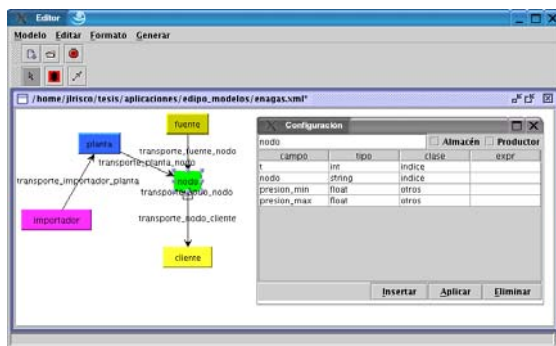 Editor
Modelo Editar Formato Generar
/home/jlrisco/tesis/aplicaciones/edipo_modelos/enagas.xml*
fuente
planta
transporte_fuente_nodo
transporte_planta_nodo
nodo
transporte_importador_planta
transporte_nodo_nodo
importador
transporte_nodo_cliente
cliente
Configuración
nodo Almacén Productor
campo tipo clase expr
t int indice
nodo string indice
presion_min float otros
presion_max float otros
Insertar Aplicar Eliminar